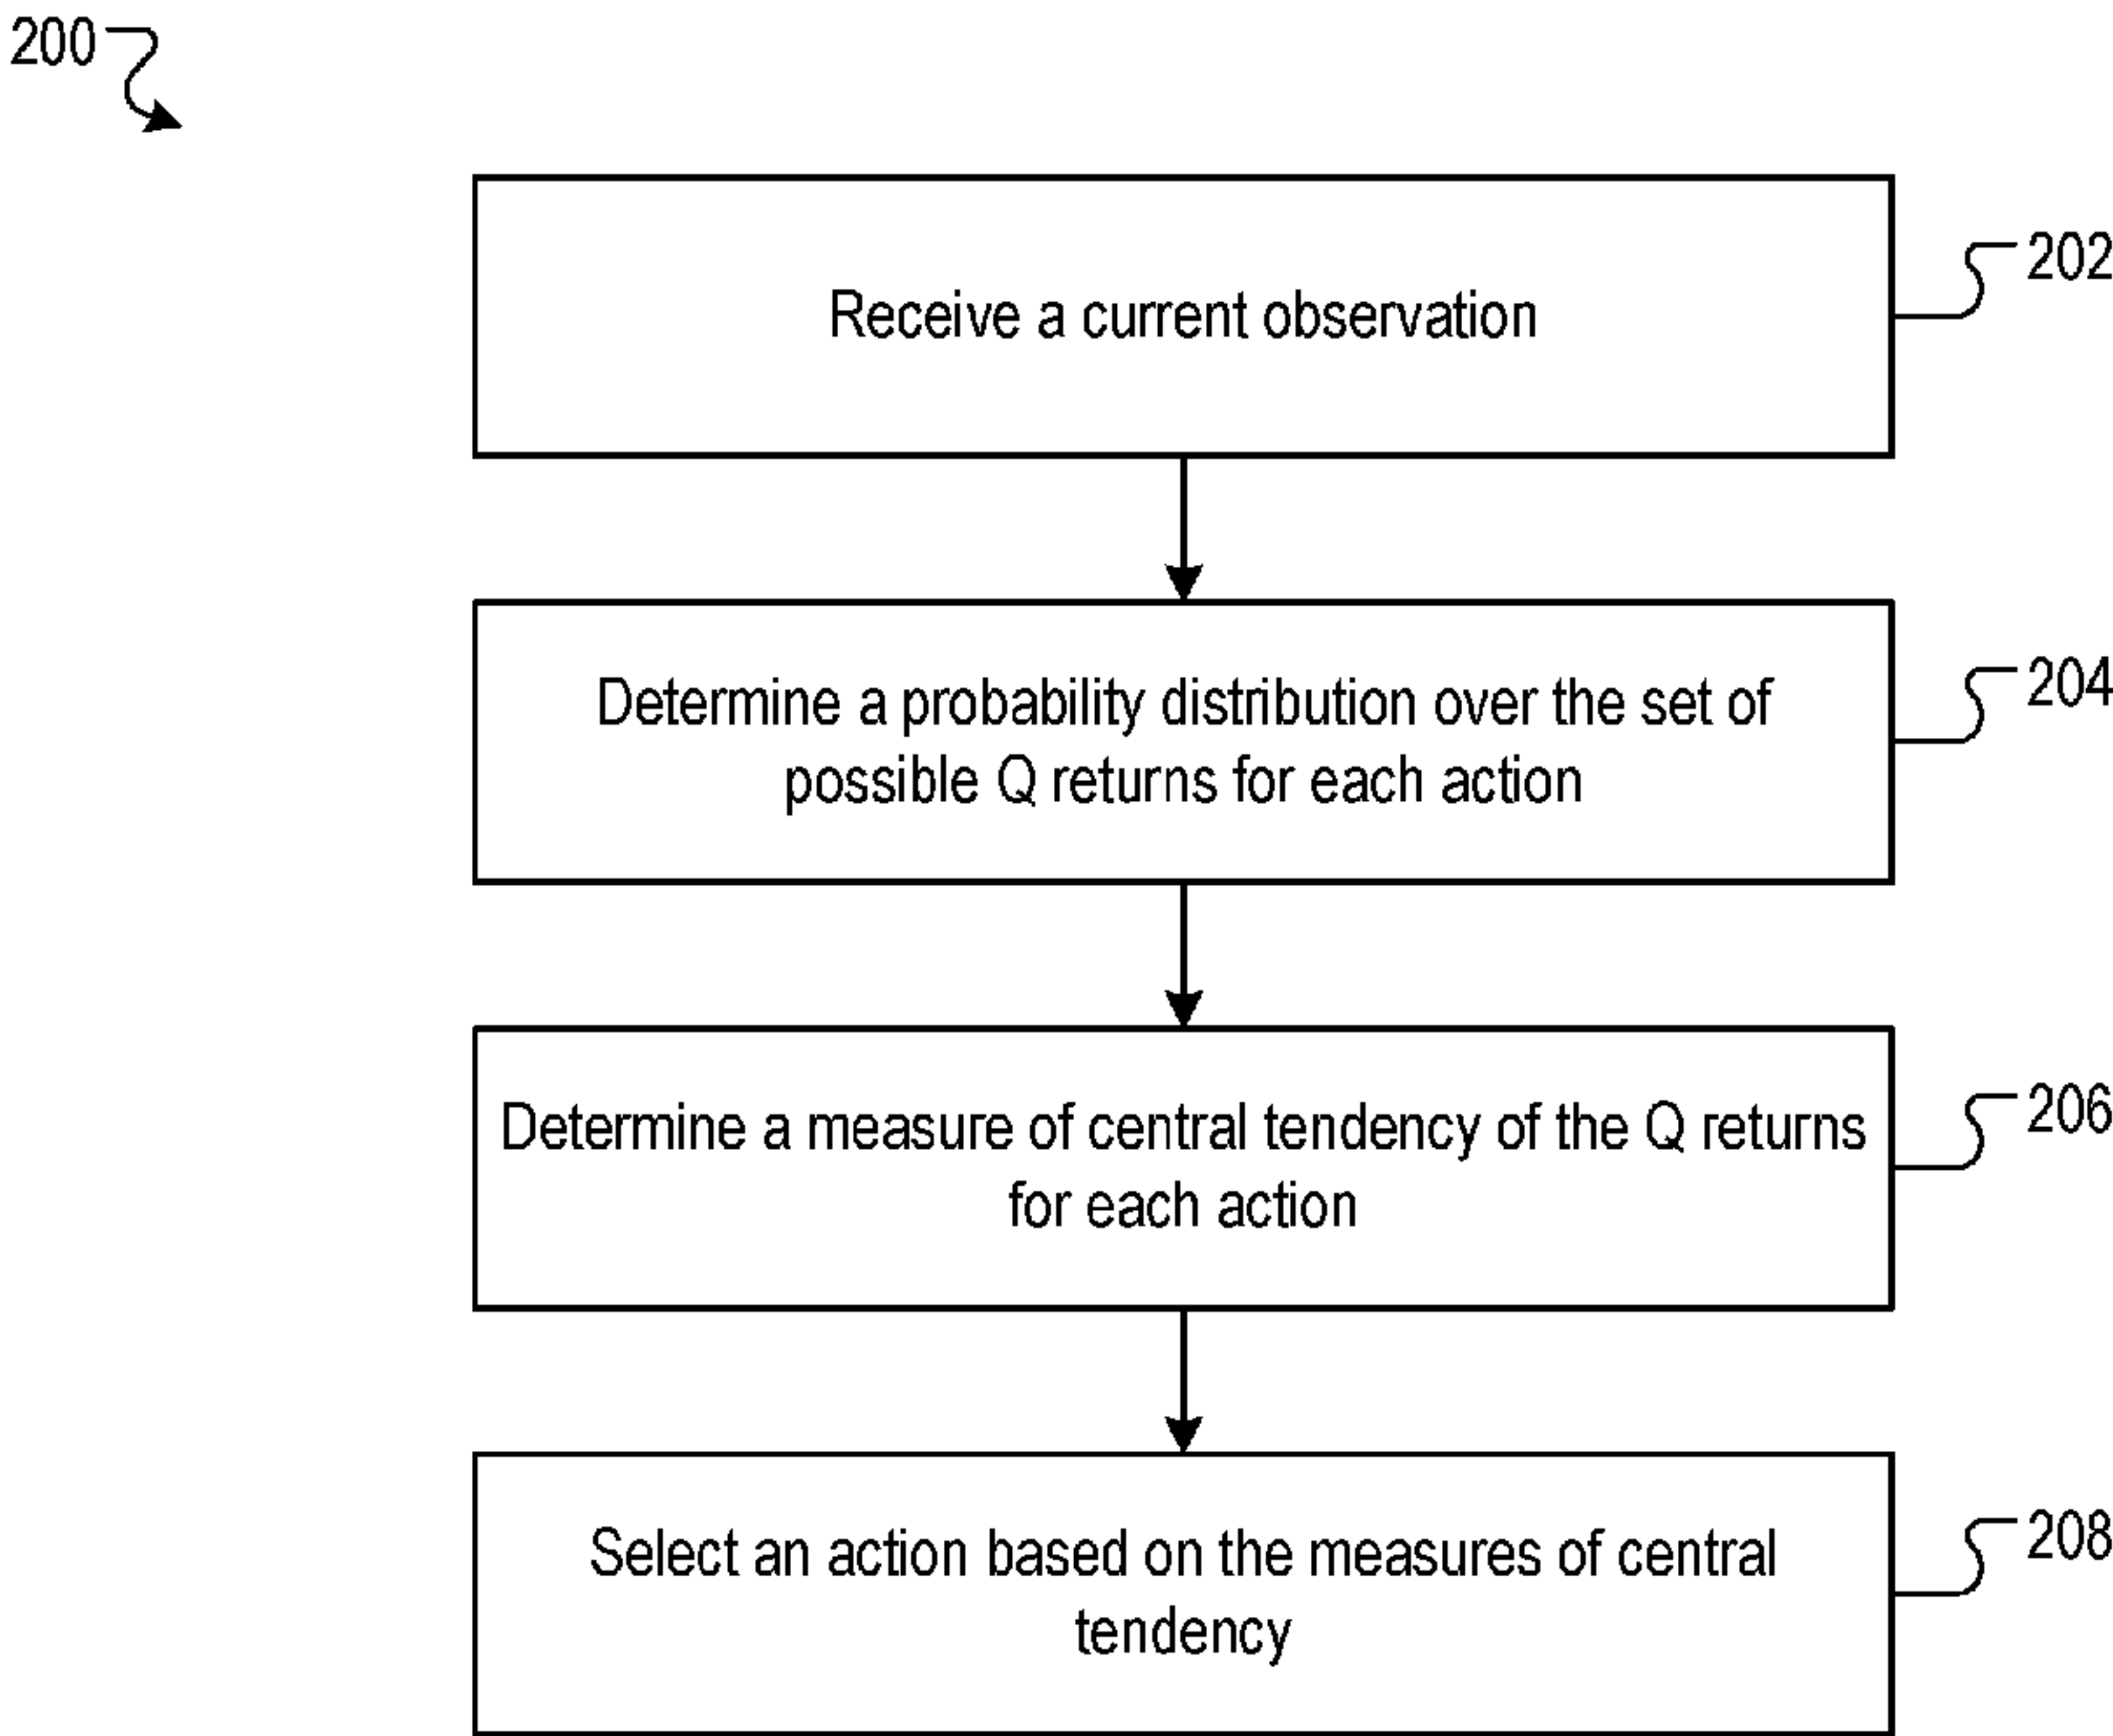 200
Receive a current observation
202
Determine a probability distribution over the set of
possible Q returns for each action
204
Determine a measure of central tendency of the Q returns
for each action
206
Select an action based on the measures of central
tendency
208